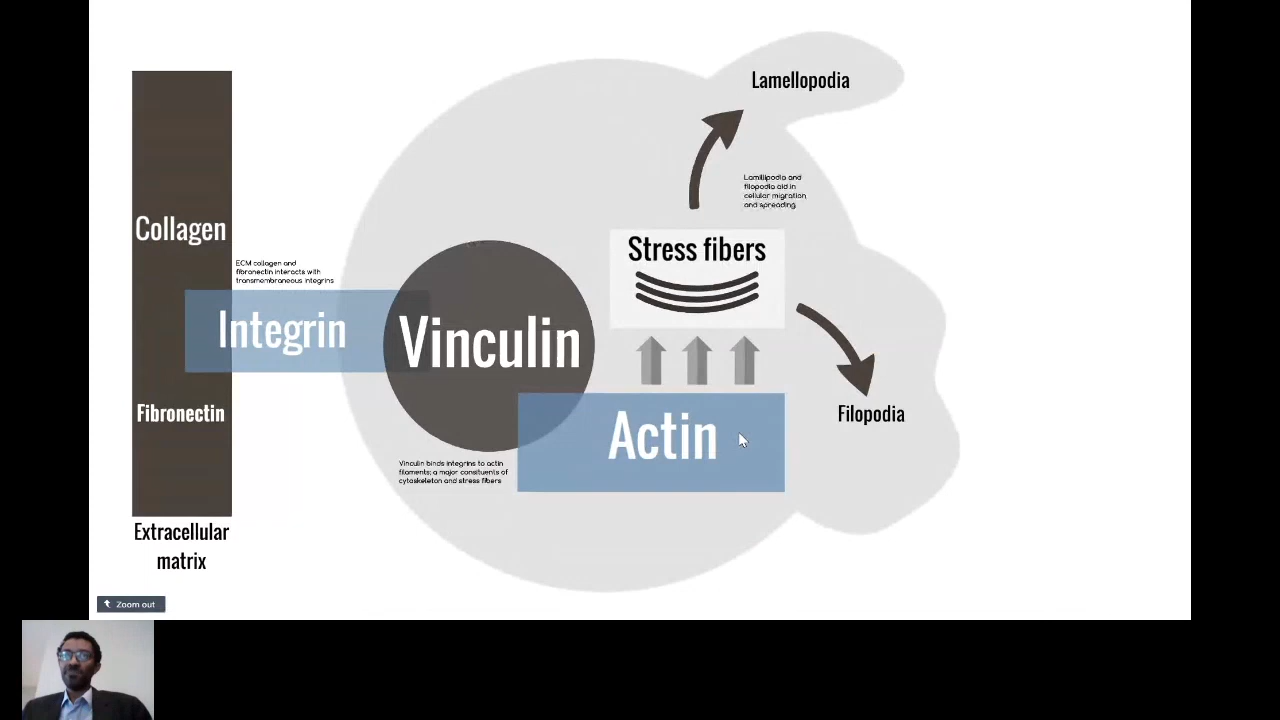 Lamellopodia
Lamillipodia and
filopodia aid in
cellular migration
and spreading.
Collagen
Stress fibers
ECM collagen and
fibronectin interacts with
transmembraneous integrins
Integrin
Vinculin
Fibronectin
Actin
Filopodia
Vinculin binds integrins to actin
filaments; a major consituents of
cytoskeleton and stress fibers
Extracellular
matrix
Zoom out